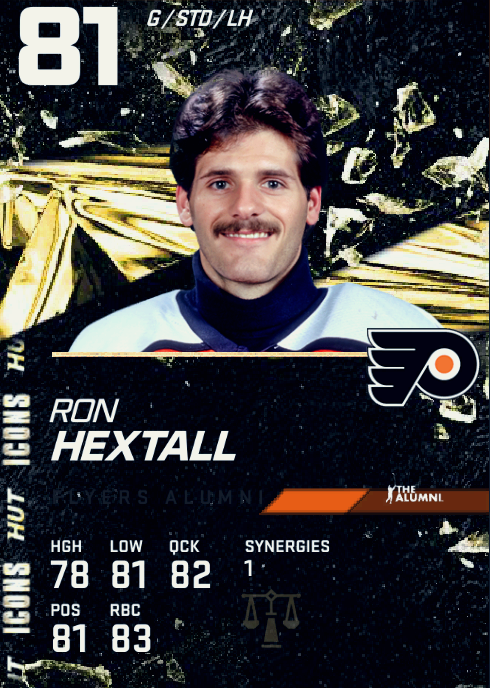 81
G/STD/LH
RON
HEXTALL
FLYERS ALUMNI
THE
ALUMNI.
HGH LOW QCK SYNERGIES
78 81 82 1
POS RBC
81 83
HUT ICONS HUT ICONS HUT